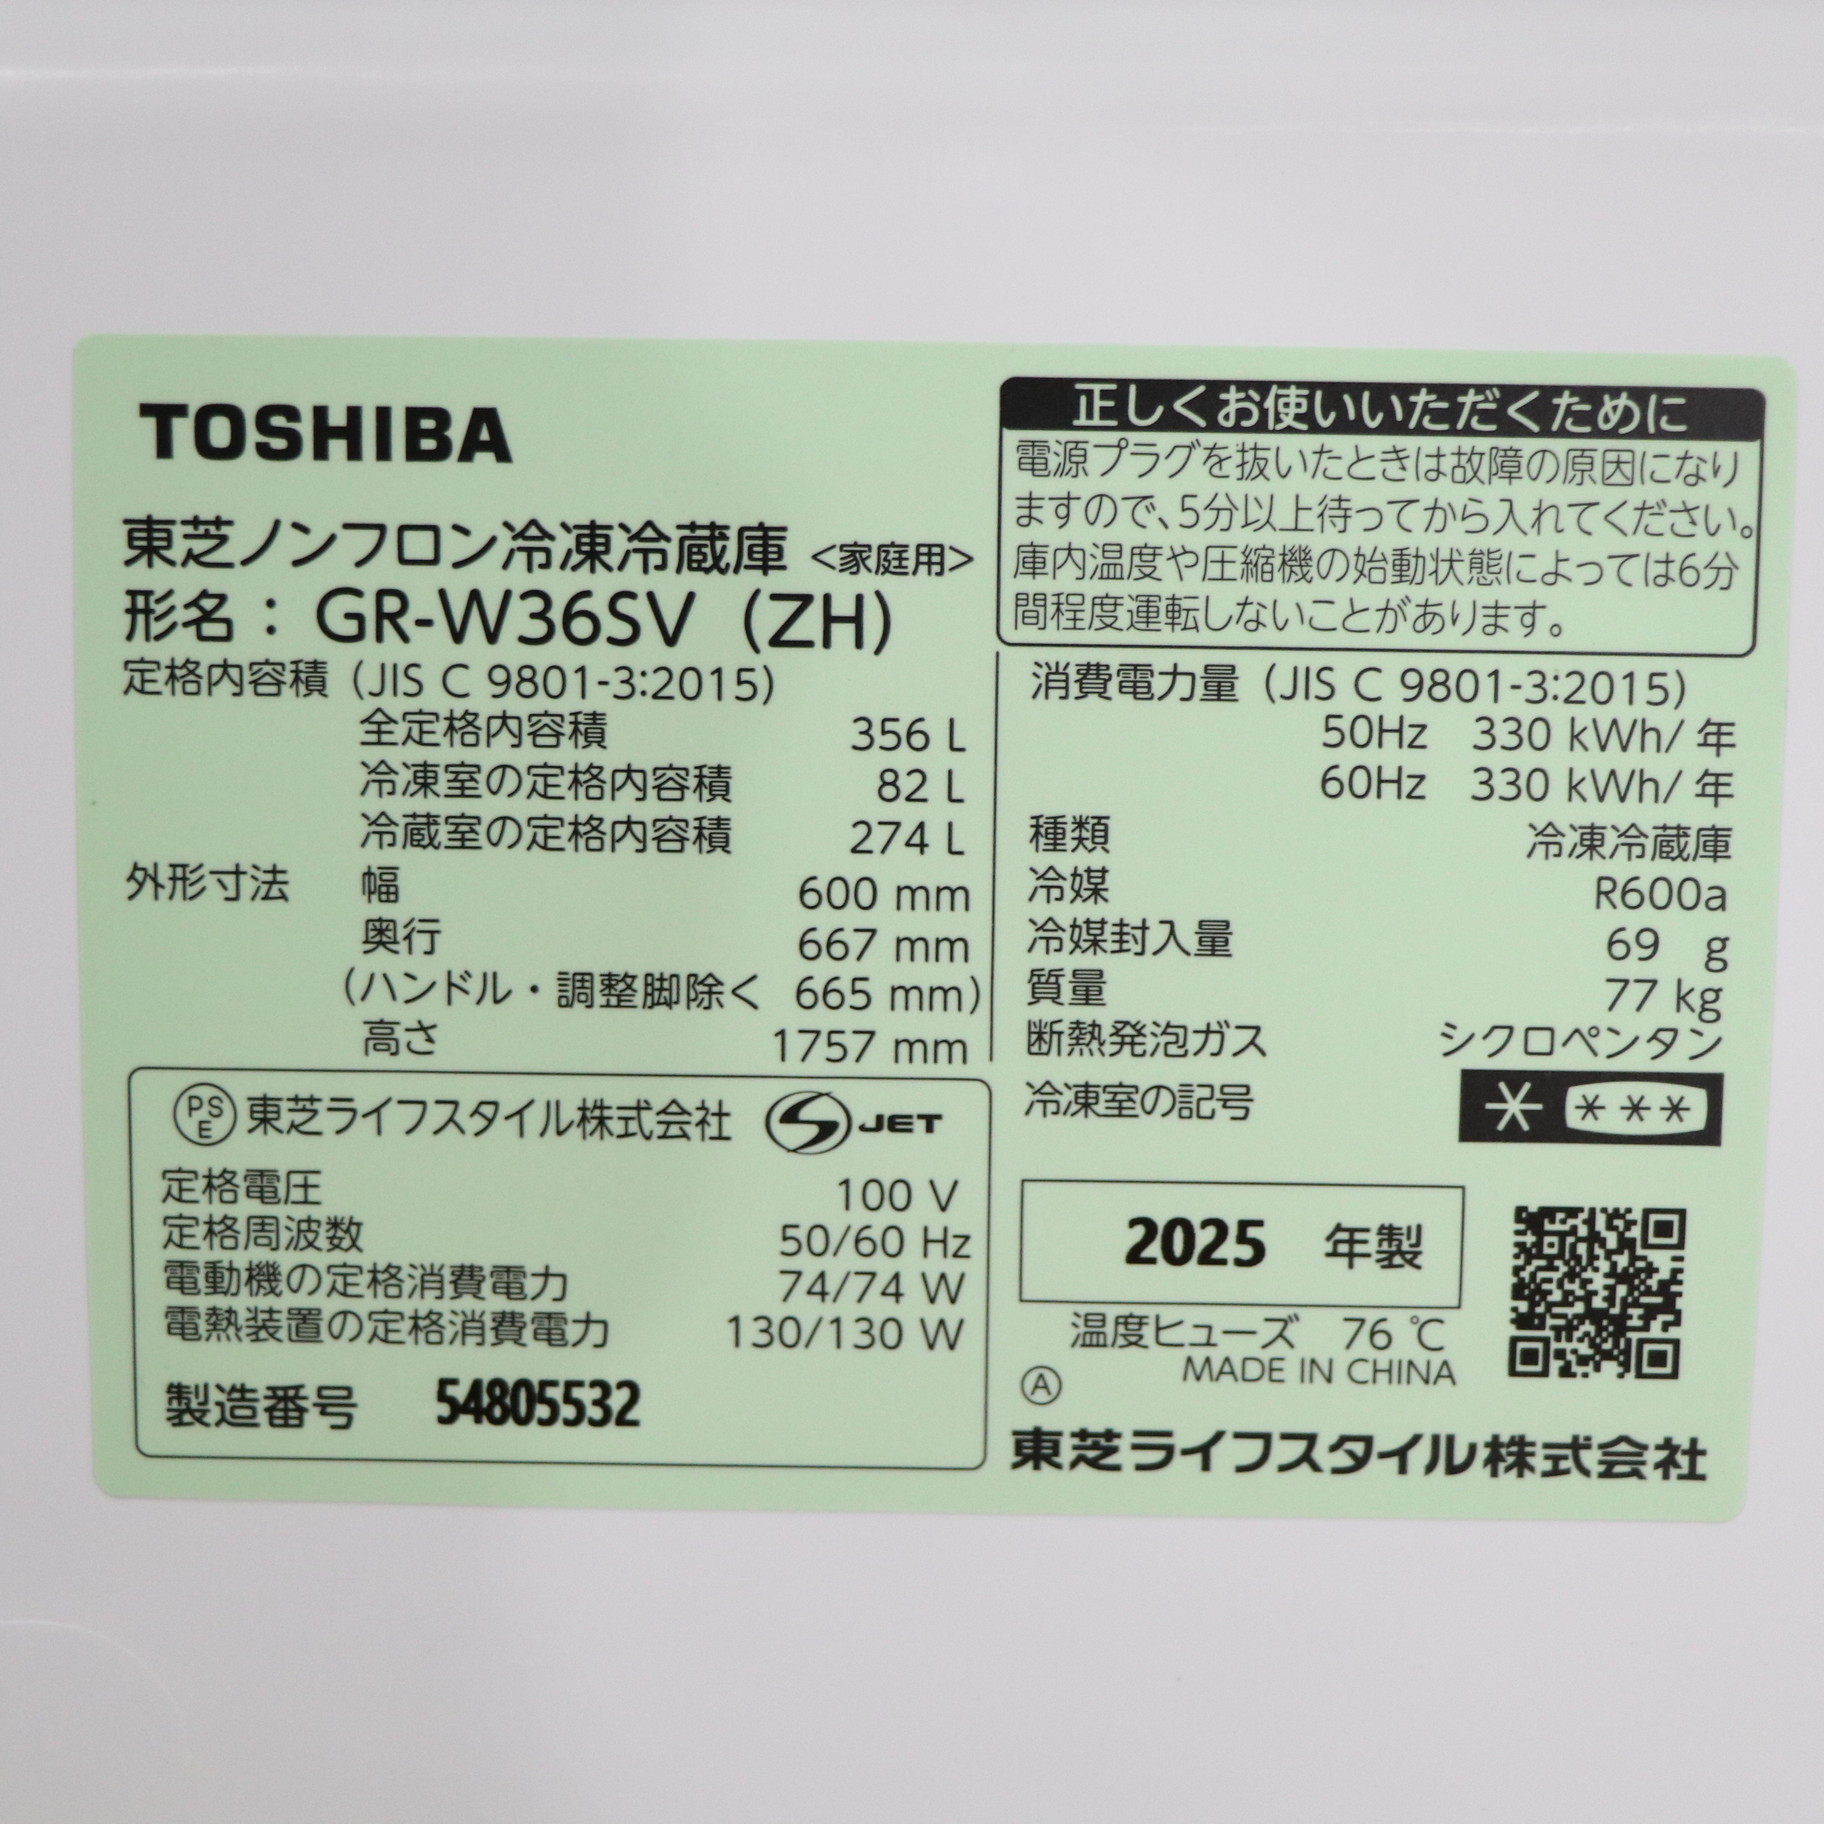 TOSHIBA
東芝ノンフロン冷凍冷蔵庫 <家庭用>
形名： GR-W36SV (ZH)
定格内容積 (JIS C 9801-3:2015)
全定格内容積 356 L
冷凍室の定格内容積 82 L
冷蔵室の定格内容積 274 L
外形寸法 幅 600 mm
奥行 667 mm
(ハンドル・調整脚除く 665 mm)
高さ 1757 mm
PSE 東芝ライフスタイル株式会社 S JET
定格電圧 100 V
定格周波数 50/60 Hz
電動機の定格消費電力 74/74 W
電熱装置の定格消費電力 130/130 W
製造番号 54805532
正しくお使いいただくために
電源プラグを抜いたときは故障の原因になり
ますので、5分以上待ってから入れてください。
庫内温度や圧縮機の始動状態によっては6分
間程度運転しないことがあります。
消費電力量 (JIS C 9801-3:2015)
50Hz 330 kWh/ 年
60Hz 330 kWh/ 年
種類 冷凍冷蔵庫
冷媒 R600a
冷媒封入量 69 g
質量 77 kg
断熱発泡ガス シクロペンタン
冷凍室の記号 * ***
2025 年製
温度ヒューズ 76 ℃
Ⓐ MADE IN CHINA
東芝ライフスタイル株式会社